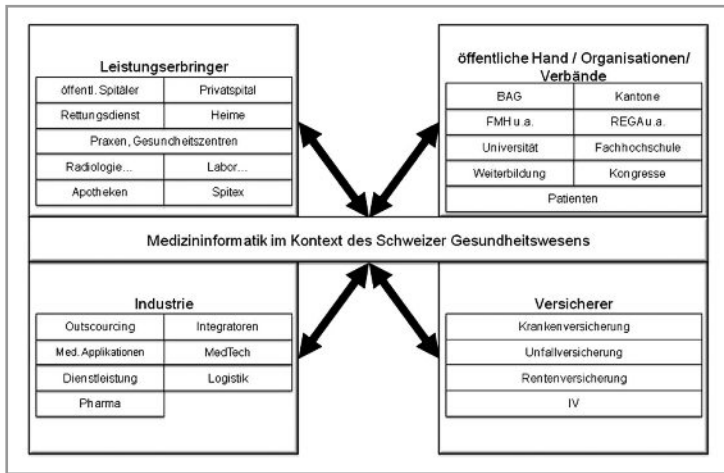 Leistungserbringer
öffentl. Spitäler Privatspital
Rettungsdienst Heime
Praxen, Gesundheitszentren
Radiologie... Labor...
Apotheken Spitex
öffentliche Hand / Organisationen/
Verbände
BAG Kantone
FMH u.a. REGA u.a.
Universität Fachhochschule
Weiterbildung Kongresse
Patienten
Medizininformatik im Kontext des Schweizer Gesundheitswesens
Industrie
Outsourcing Integratoren
Med. Applikationen MedTech
Dienstleistung Logistik
Pharma
Versicherer
Krankenversicherung
Unfallversicherung
Rentenversicherung
IV